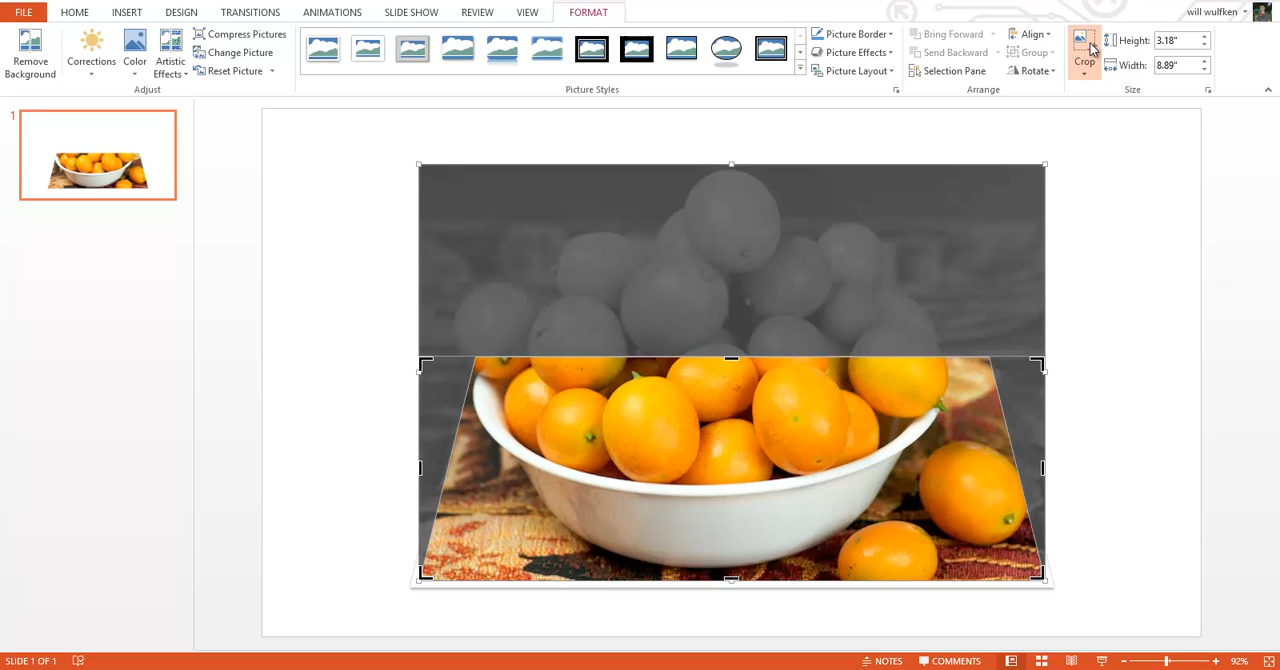 FILE HOME INSERT DESIGN TRANSITIONS ANIMATIONS SLIDE SHOW REVIEW VIEW FORMAT will wulfken
Remove Background
Corrections
Color
Artistic Effects
Compress Pictures
Change Picture
Reset Picture
Adjust
Picture Styles
Picture Border
Picture Effects
Picture Layout
Bring Forward
Send Backward
Selection Pane
Align
Group
Rotate
Arrange
Crop
Height: 3.18"
Width: 8.89"
Size
1
SLIDE 1 OF 1 NOTES COMMENTS 92%